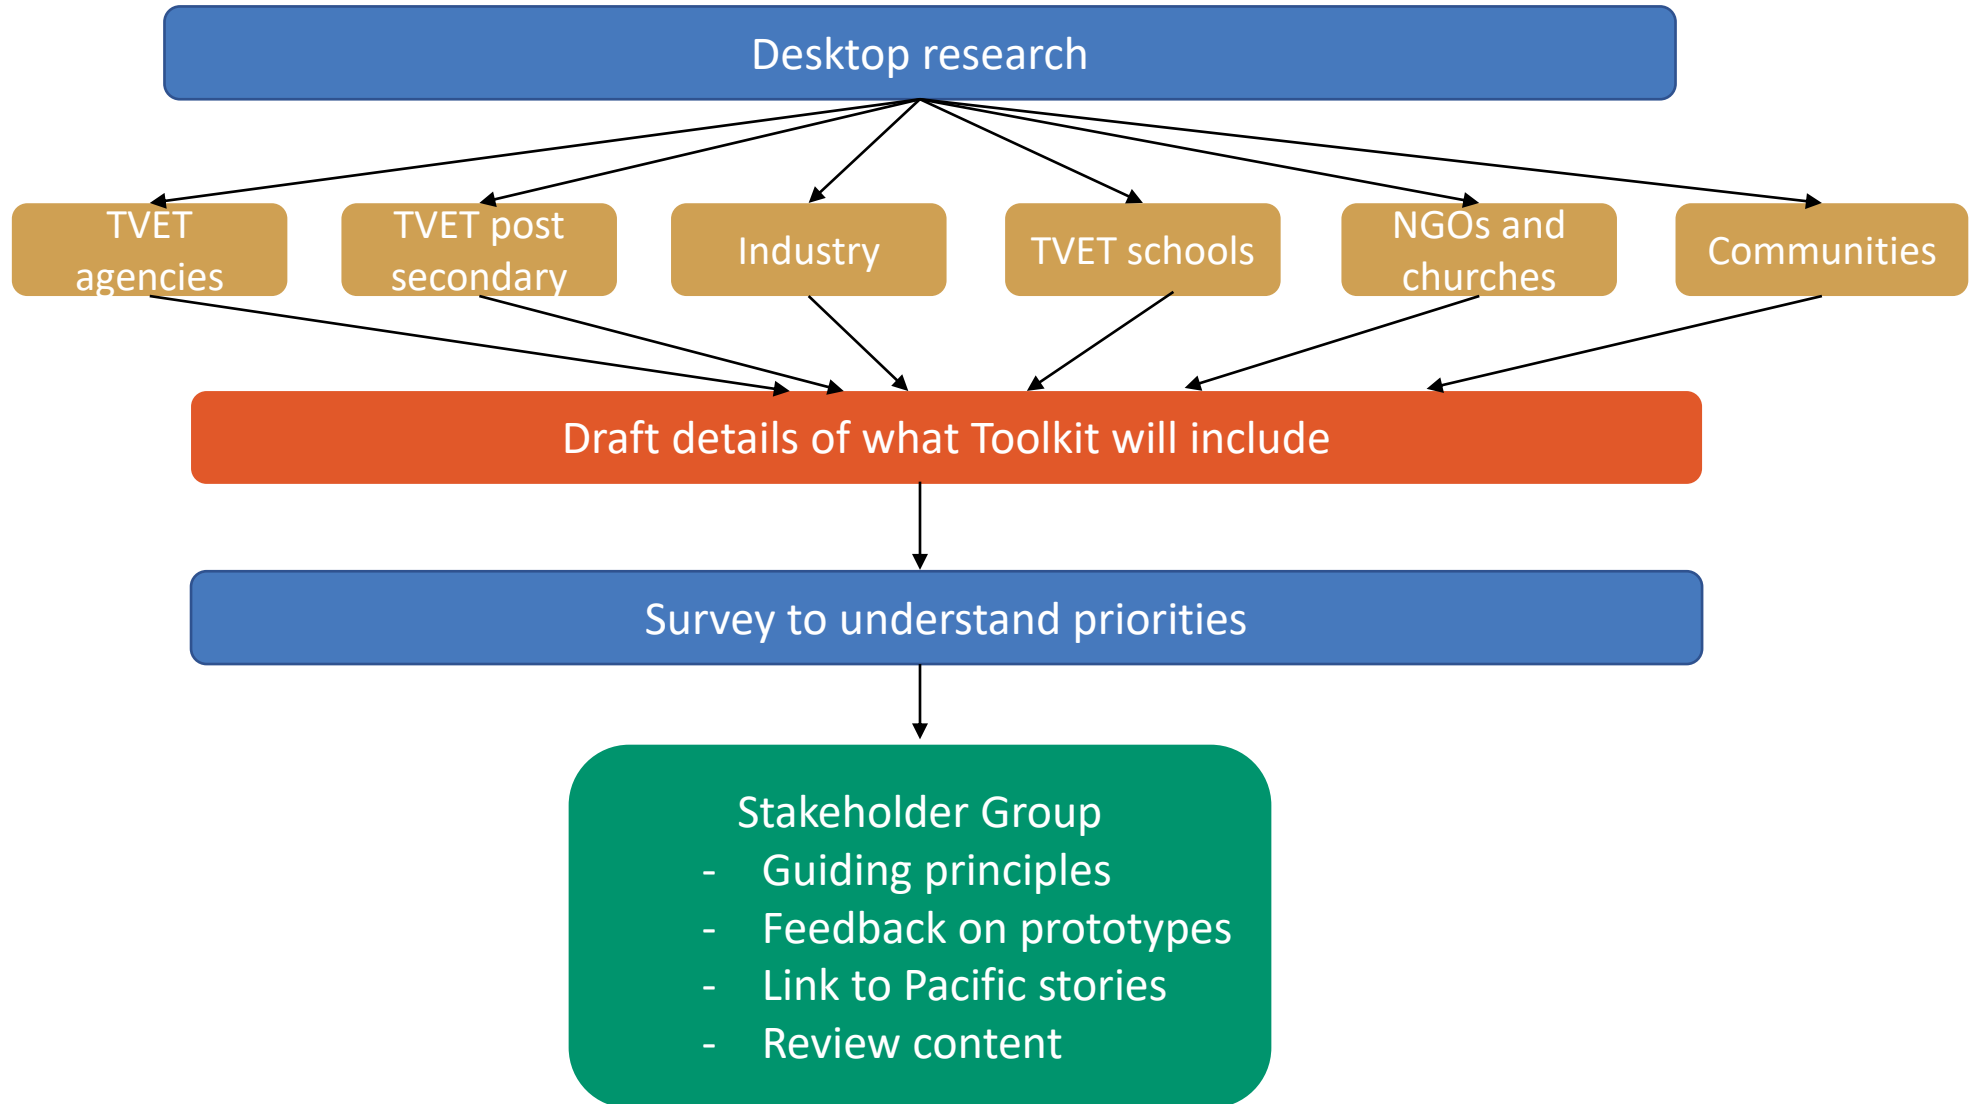 Desktop research
TVET
agencies
TVET post
secondary
Industry
TVET schools
NGOs and
churches
Communities
Draft details of what Toolkit will include
Survey to understand priorities
Stakeholder Group
- Guiding principles
- Feedback on prototypes
- Link to Pacific stories
- Review content